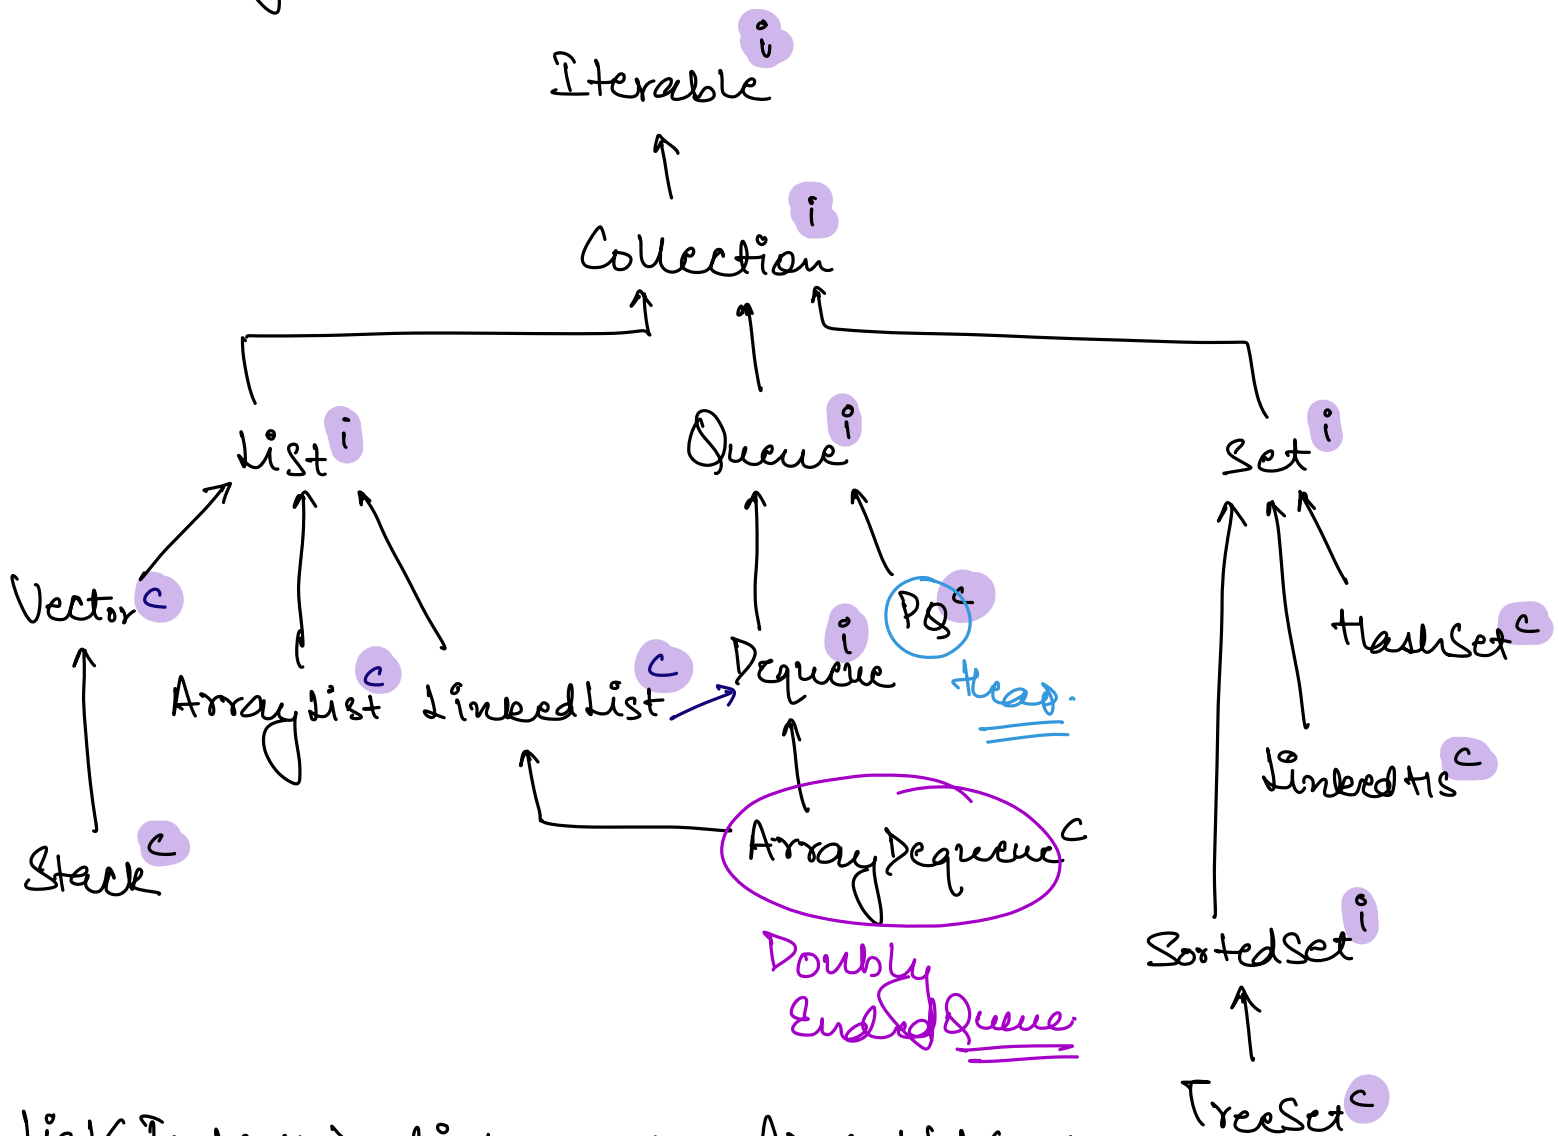 Iterable i
Collection i
List i Queue i Set i
Vector c PQ c HashSet c
ArrayList c LinkedList c Dequeue i Heap.
LinkedHS c
Stack c ArrayDequeue c
Doubly SortedSet i
Ended Queue
TreeSet c